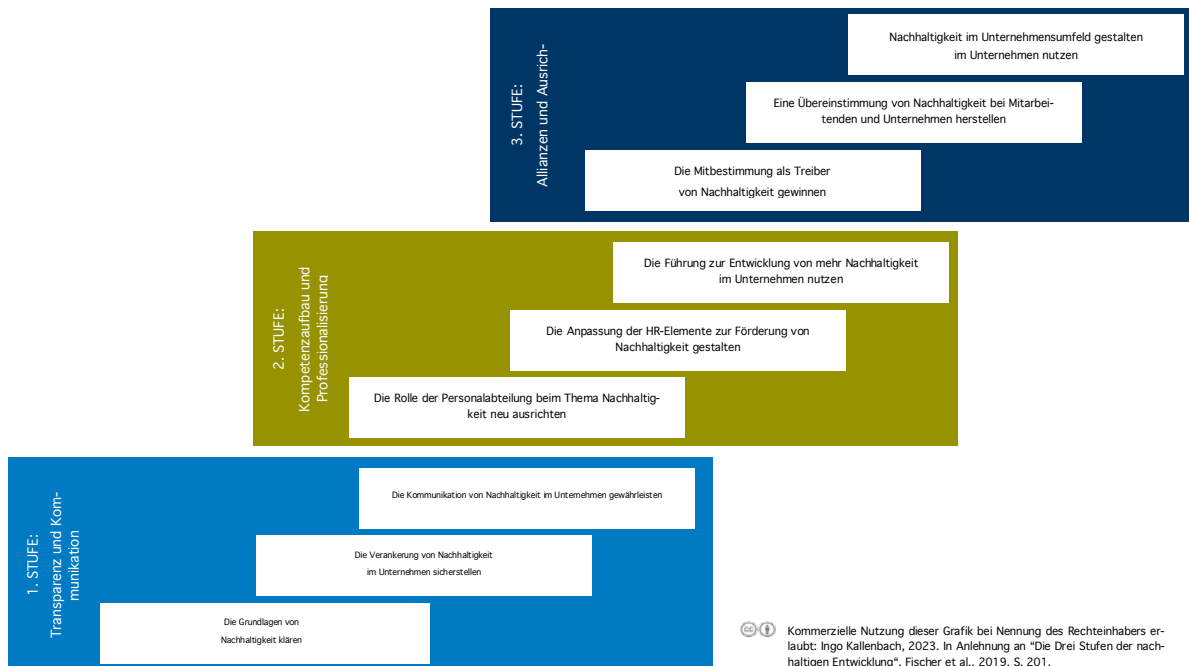 3. STUFE:
Allianzen und Ausrich-
Nachhaltigkeit im Unternehmensumfeld gestalten
im Unternehmen nutzen
Eine Übereinstimmung von Nachhaltigkeit bei Mitarbei-
tenden und Unternehmen herstellen
Die Mitbestimmung als Treiber
von Nachhaltigkeit gewinnen
2. STUFE:
Kompetenzaufbau und
Professionalisierung
Die Führung zur Entwicklung von mehr Nachhaltigkeit
im Unternehmen nutzen
Die Anpassung der HR-Elemente zur Förderung von
Nachhaltigkeit gestalten
Die Rolle der Personalabteilung beim Thema Nachhaltig-
keit neu ausrichten
1. STUFE:
Transparenz und Kom-
munikation
Die Kommunikation von Nachhaltigkeit im Unternehmen gewährleisten
Die Verankerung von Nachhaltigkeit
im Unternehmen sicherstellen
Die Grundlagen von
Nachhaltigkeit klären
cc
Kommerzielle Nutzung dieser Grafik bei Nennung des Rechteinhabers er-
laubt: Ingo Kallenbach, 2023. In Anlehnung an "Die Drei Stufen der nach-
haltigen Entwicklung", Fischer et al., 2019, S. 201.